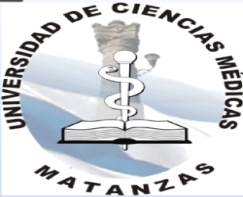 UNIVERSIDAD DE CIENCIAS MÉDICAS
MATANZAS